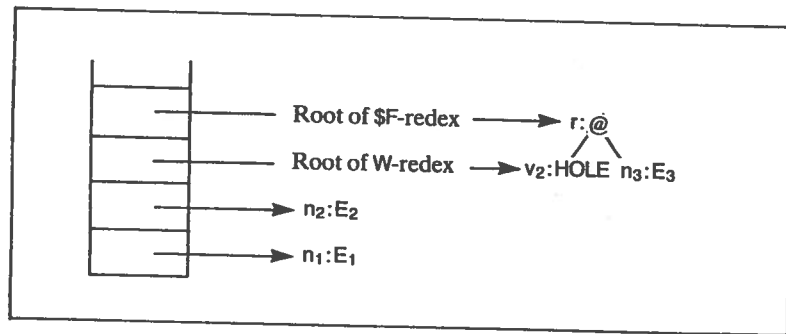 Root of $F-redex r:@
Root of W-redex v₂:HOLE n₃:E₃
n₂:E₂
n₁:E₁